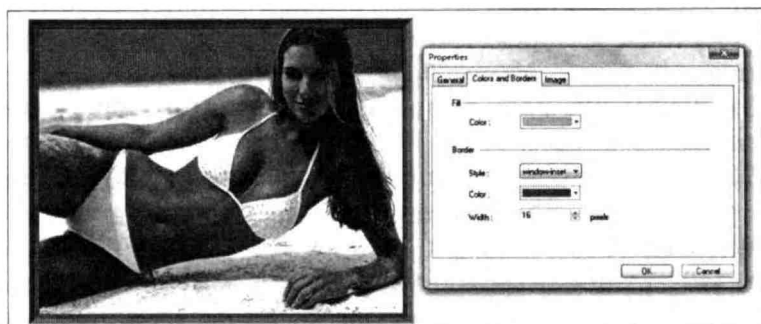 Properties
General Colors and Borders Image
Fill
Color :
Border
Style : window-inset
Color :
Width : 16 pixels
OK Cancel